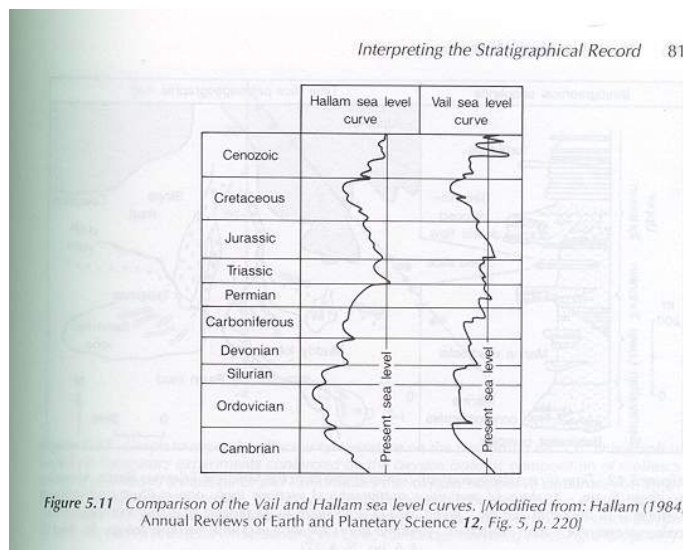 Interpreting the Stratigraphical Record 81
Hallam sea level
curve
Vail sea level
curve
Cenozoic
Cretaceous
Jurassic
Triassic
Permian
Carboniferous
Devonian
Silurian
Ordovician
Cambrian
Present sea level
Present sea level
Figure 5.11 Comparison of the Vail and Hallam sea level curves. [Modified from: Hallam (1984
Annual Reviews of Earth and Planetary Science 12, Fig. 5, p. 220]